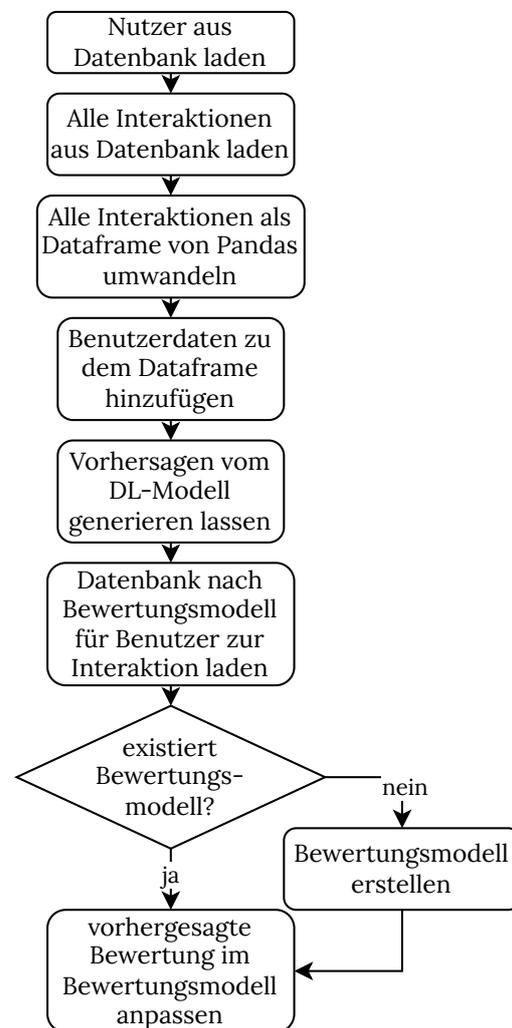 Nutzer aus
Datenbank laden
Alle Interaktionen
aus Datenbank laden
Alle Interaktionen als
Dataframe von Pandas
umwandeln
Benutzerdaten zu
dem Dataframe
hinzufügen
Vorhersagen vom
DL-Modell
generieren lassen
Datenbank nach
Bewertungsmodell
für Benutzer zur
Interaktion laden
existiert
Bewertungs-
modell?
nein
Bewertungsmodell
erstellen
ja
vorhergesagte
Bewertung im
Bewertungsmodell
anpassen